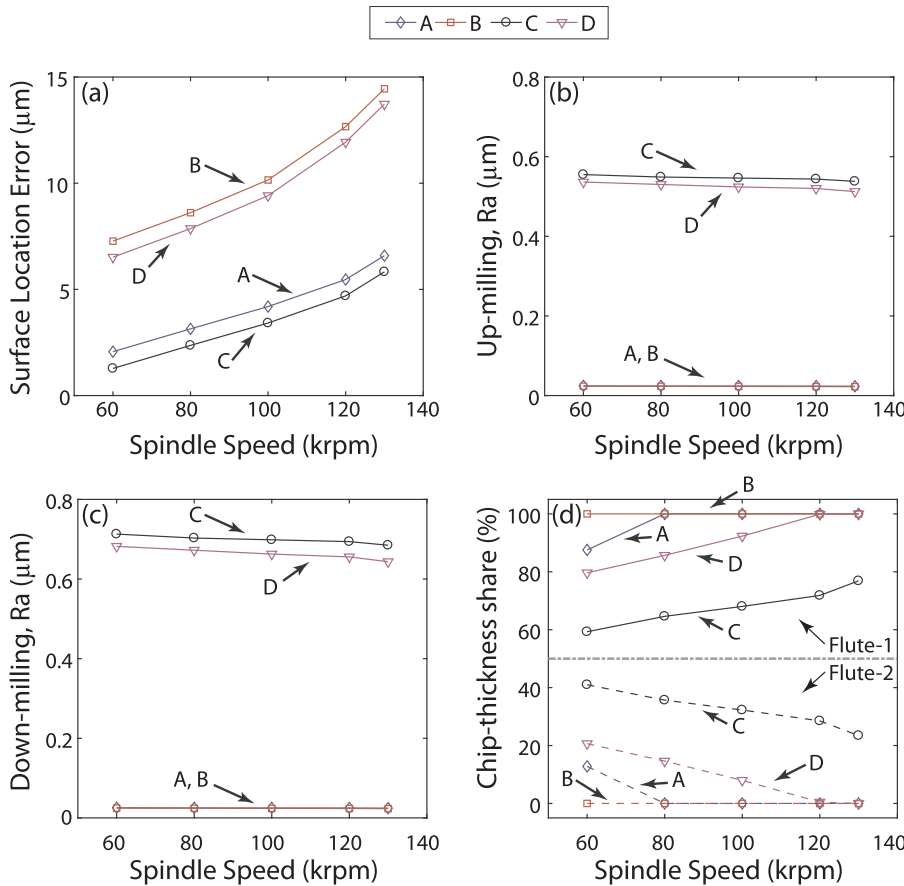 A B C D
(a)
Surface Location Error (μm)
15
10
5
0
B
D
A
C
60 80 100 120 140
Spindle Speed (krpm)
(b)
Up-milling, Ra (μm)
0.8
0.6
0.4
0.2
0
C
D
A, B
60 80 100 120 140
Spindle Speed (krpm)
(c)
Down-milling, Ra (μm)
0.8
0.6
0.4
0.2
0
C
D
A, B
60 80 100 120 140
Spindle Speed (krpm)
(d)
Chip-thickness share (%)
100
80
60
40
20
0
B
A
D
C
Flute-1
Flute-2
C
D
B
A
60 80 100 120 140
Spindle Speed (krpm)